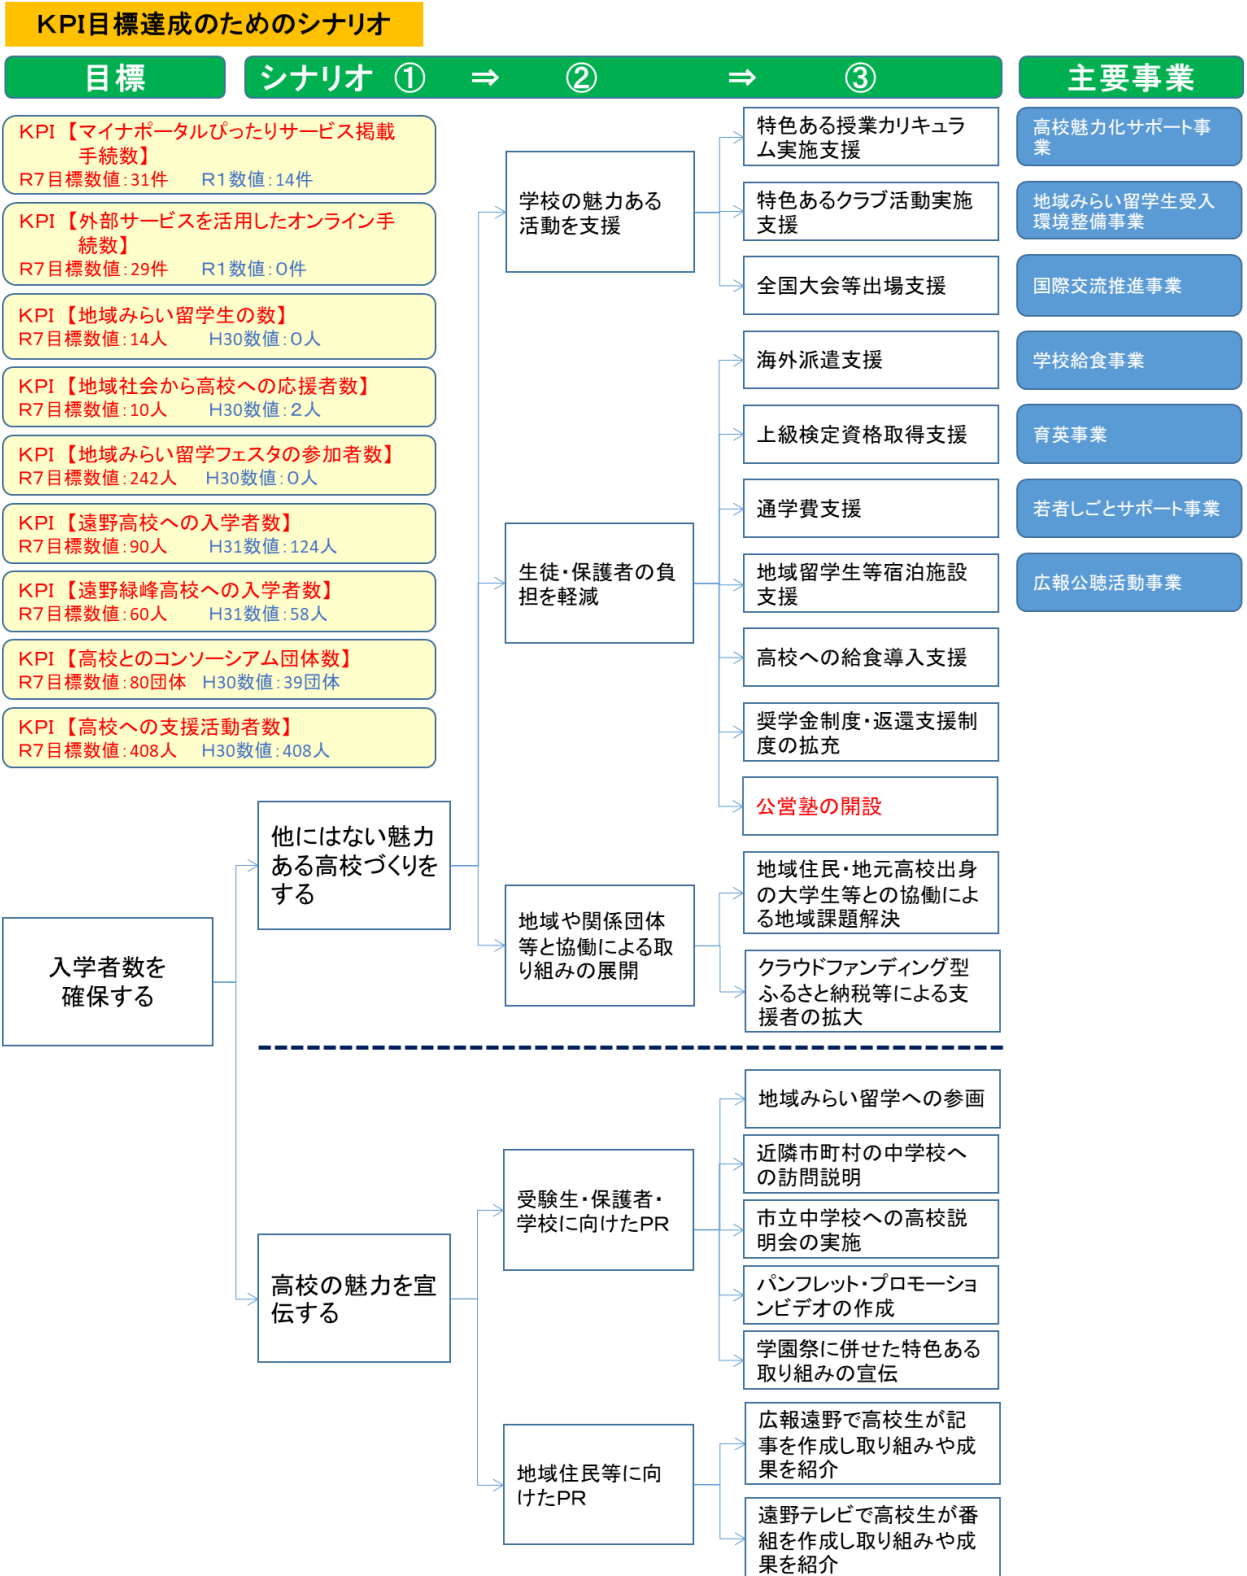 KPI目標達成のためのシナリオ
目標
シナリオ ① ⇒ ② ⇒ ③
主要事業
KPI【マイナポータルぴったりサービス掲載
手続数】
R7目標数値:31件 R1数値:14件
KPI【外部サービスを活用したオンライン手
続数】
R7目標数値:29件 R1数値:0件
KPI【地域みらい留学生の数】
R7目標数値:14人 H30数値:0人
KPI【地域社会から高校への応援者数】
R7目標数値:10人 H30数値:2人
KPI【地域みらい留学フェスタの参加者数】
R7目標数値:242人 H30数値:0人
KPI【遠野高校への入学者数】
R7目標数値:90人 H31数値:124人
KPI【遠野緑峰高校への入学者数】
R7目標数値:60人 H31数値:58人
KPI【高校とのコンソーシアム団体数】
R7目標数値:80団体 H30数値:39団体
KPI【高校への支援活動者数】
R7目標数値:408人 H30数値:408人
入学者数を
確保する
他にはない魅力
ある高校づくりを
する
高校の魅力を宣
伝する
学校の魅力ある
活動を支援
生徒・保護者の負
担を軽減
地域や関係団体
等と協働による取
り組みの展開
受験生・保護者・
学校に向けたPR
地域住民等に向
けたPR
特色ある授業カリキュラ
ム実施支援
特色あるクラブ活動実施
支援
全国大会等出場支援
海外派遣支援
上級検定資格取得支援
通学費支援
地域留学生等宿泊施設
支援
高校への給食導入支援
奨学金制度・返還支援制
度の拡充
公営塾の開設
地域住民・地元高校出身
の大学生等との協働によ
る地域課題解決
クラウドファンディング型
ふるさと納税等による支
援者の拡大
地域みらい留学への参画
近隣市町村の中学校へ
の訪問説明
市立中学校への高校説
明会の実施
パンフレット・プロモーショ
ンビデオの作成
学園祭に併せた特色ある
取り組みの宣伝
広報遠野で高校生が記
事を作成し取り組みや成
果を紹介
遠野テレビで高校生が番
組を作成し取り組みや成
果を紹介
高校魅力化サポート事
業
地域みらい留学生受入
環境整備事業
国際交流推進事業
学校給食事業
育英事業
若者しごとサポート事業
広報公聴活動事業